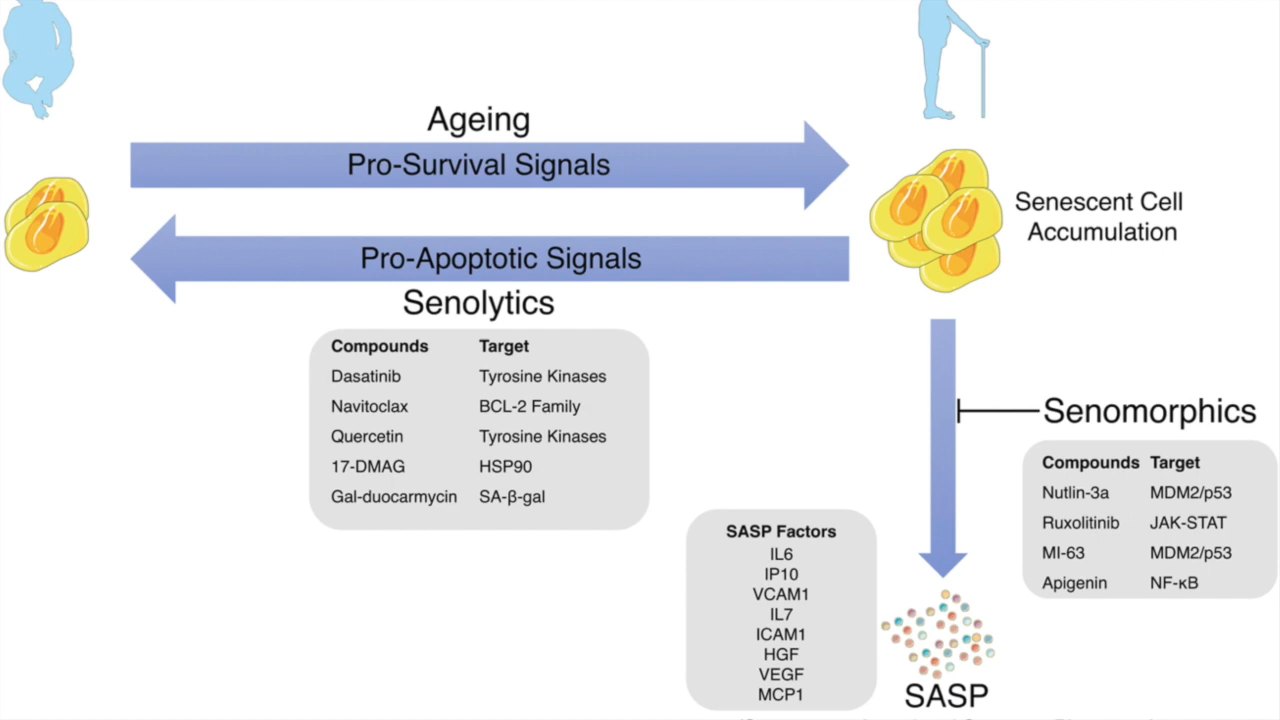 Ageing
Pro-Survival Signals
Senescent Cell
Accumulation
Pro-Apoptotic Signals
Senolytics
Compounds Target
Dasatinib Tyrosine Kinases
Navitoclax BCL-2 Family
Quercetin Tyrosine Kinases
17-DMAG HSP90
Gal-duocarmycin SA-β-gal
Senomorphics
Compounds Target
Nutlin-3a MDM2/p53
Ruxolitinib JAK-STAT
MI-63 MDM2/p53
Apigenin NF-κB
SASP Factors
IL6
IP10
VCAM1
IL7
ICAM1
HGF
VEGF
MCP1
SASP